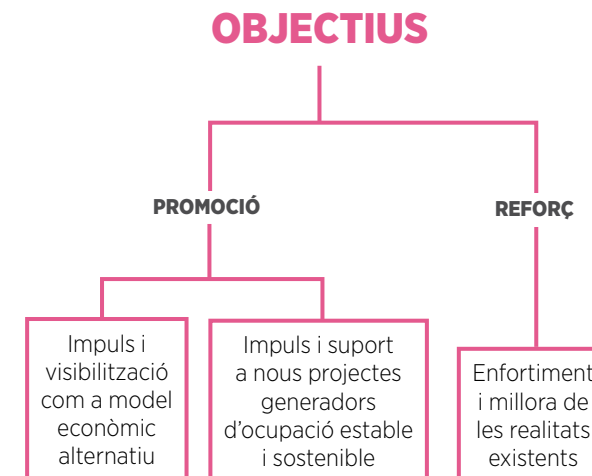 OBJECTIUS
PROMOCIÓ
REFORÇ
Impuls i
visibilització
com a model
econòmic
alternatiu
Impuls i suport
a nous projectes
generadors
d'ocupació estable
i sostenible
Enfortiment
i millora de
les realitats
existents